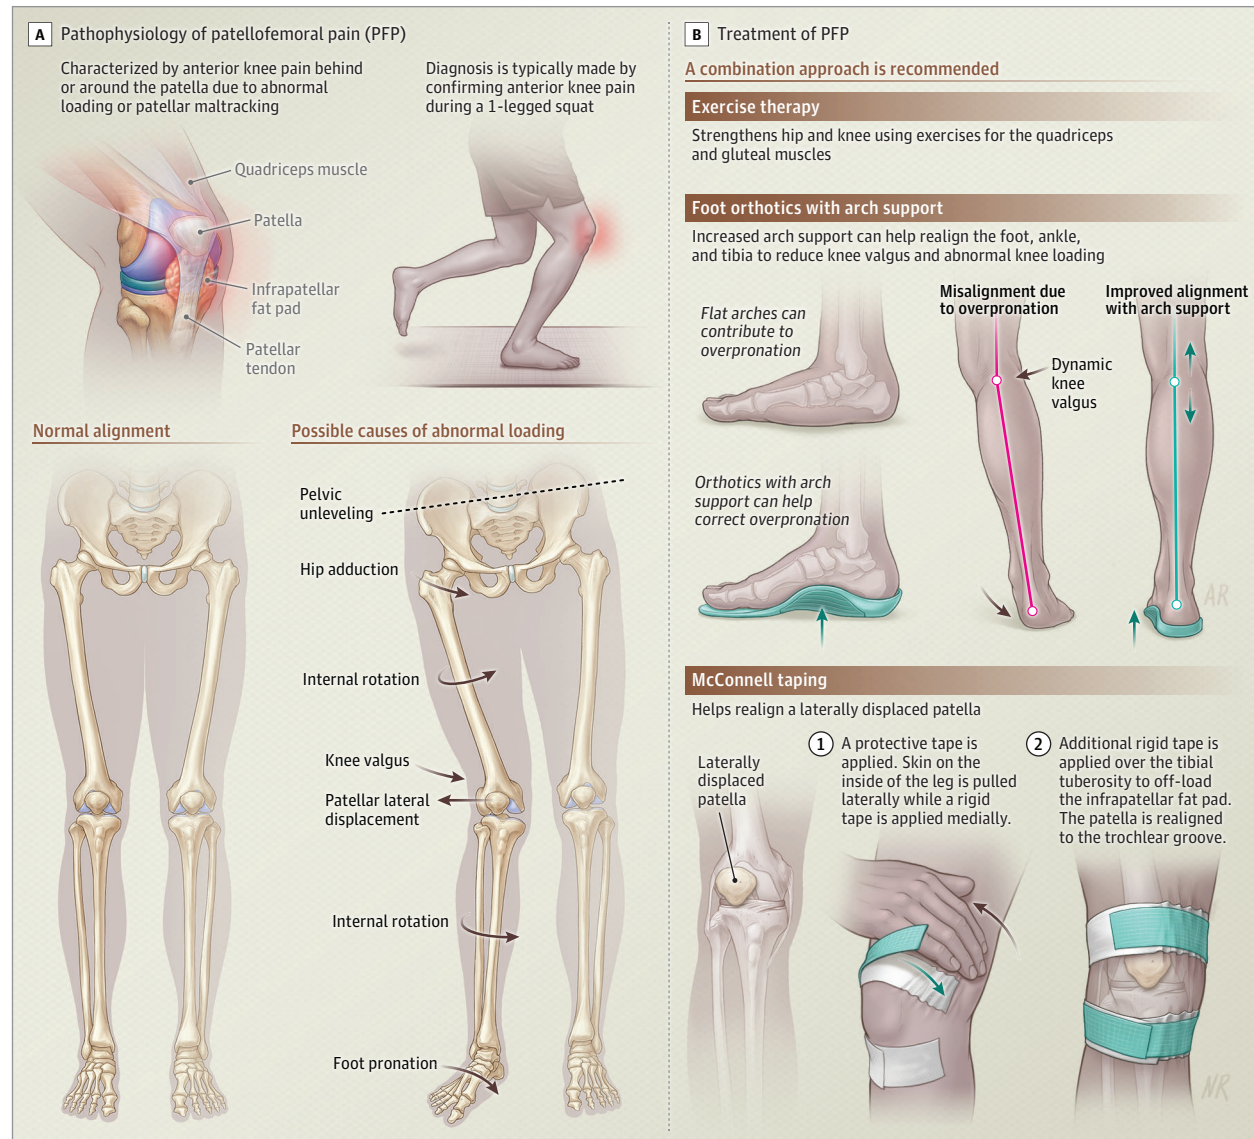 A Pathophysiology of patellofemoral pain (PFP)
Characterized by anterior knee pain behind
or around the patella due to abnormal
loading or patellar maltracking
Diagnosis is typically made by
confirming anterior knee pain
during a 1-legged squat
Quadriceps muscle
Patella
Infrapatellar
fat pad
Patellar
tendon
Normal alignment
Possible causes of abnormal loading
Pelvic
unleveling
Hip adduction
Internal rotation
Knee valgus
Patellar lateral
displacement
Internal rotation
Foot pronation
B Treatment of PFP
A combination approach is recommended
Exercise therapy
Strengthens hip and knee using exercises for the quadriceps
and gluteal muscles
Foot orthotics with arch support
Increased arch support can help realign the foot, ankle,
and tibia to reduce knee valgus and abnormal knee loading
Flat arches can
contribute to
overpronation
Misalignment due
to overpronation
Improved alignment
with arch support
Dynamic
knee
valgus
Orthotics with arch
support can help
correct overpronation
AR
McConnell taping
Helps realign a laterally displaced patella
Laterally
displaced
patella
1 A protective tape is
applied. Skin on the
inside of the leg is pulled
laterally while a rigid
tape is applied medially.
2 Additional rigid tape is
applied over the tibial
tuberosity to off-load
the infrapatellar fat pad.
The patella is realigned
to the trochlear groove.
NR